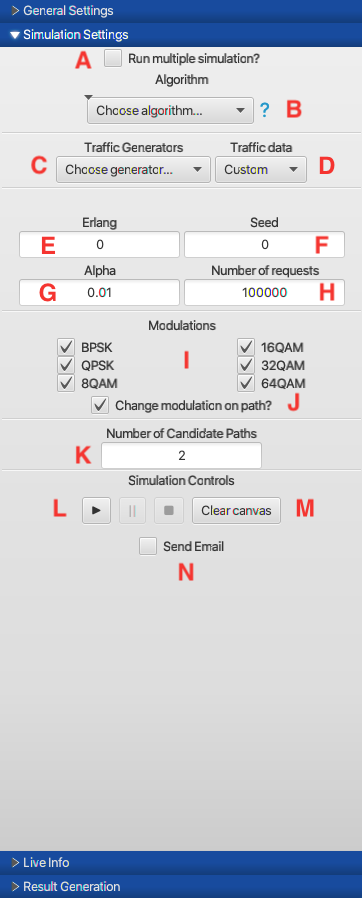 General Settings
Simulation Settings
A Run multiple simulation?
Algorithm
Choose algorithm... ? B
Traffic Generators Traffic data
C Choose generator... Custom D
Erlang Seed
E 0 0 F
Alpha Number of requests
G 0.01 100000 H
Modulations
BPSK 16QAM
QPSK I 32QAM
8QAM 64QAM
Change modulation on path? J
Number of Candidate Paths
K 2
Simulation Controls
L Clear canvas M
Send Email
N
Live Info
Result Generation